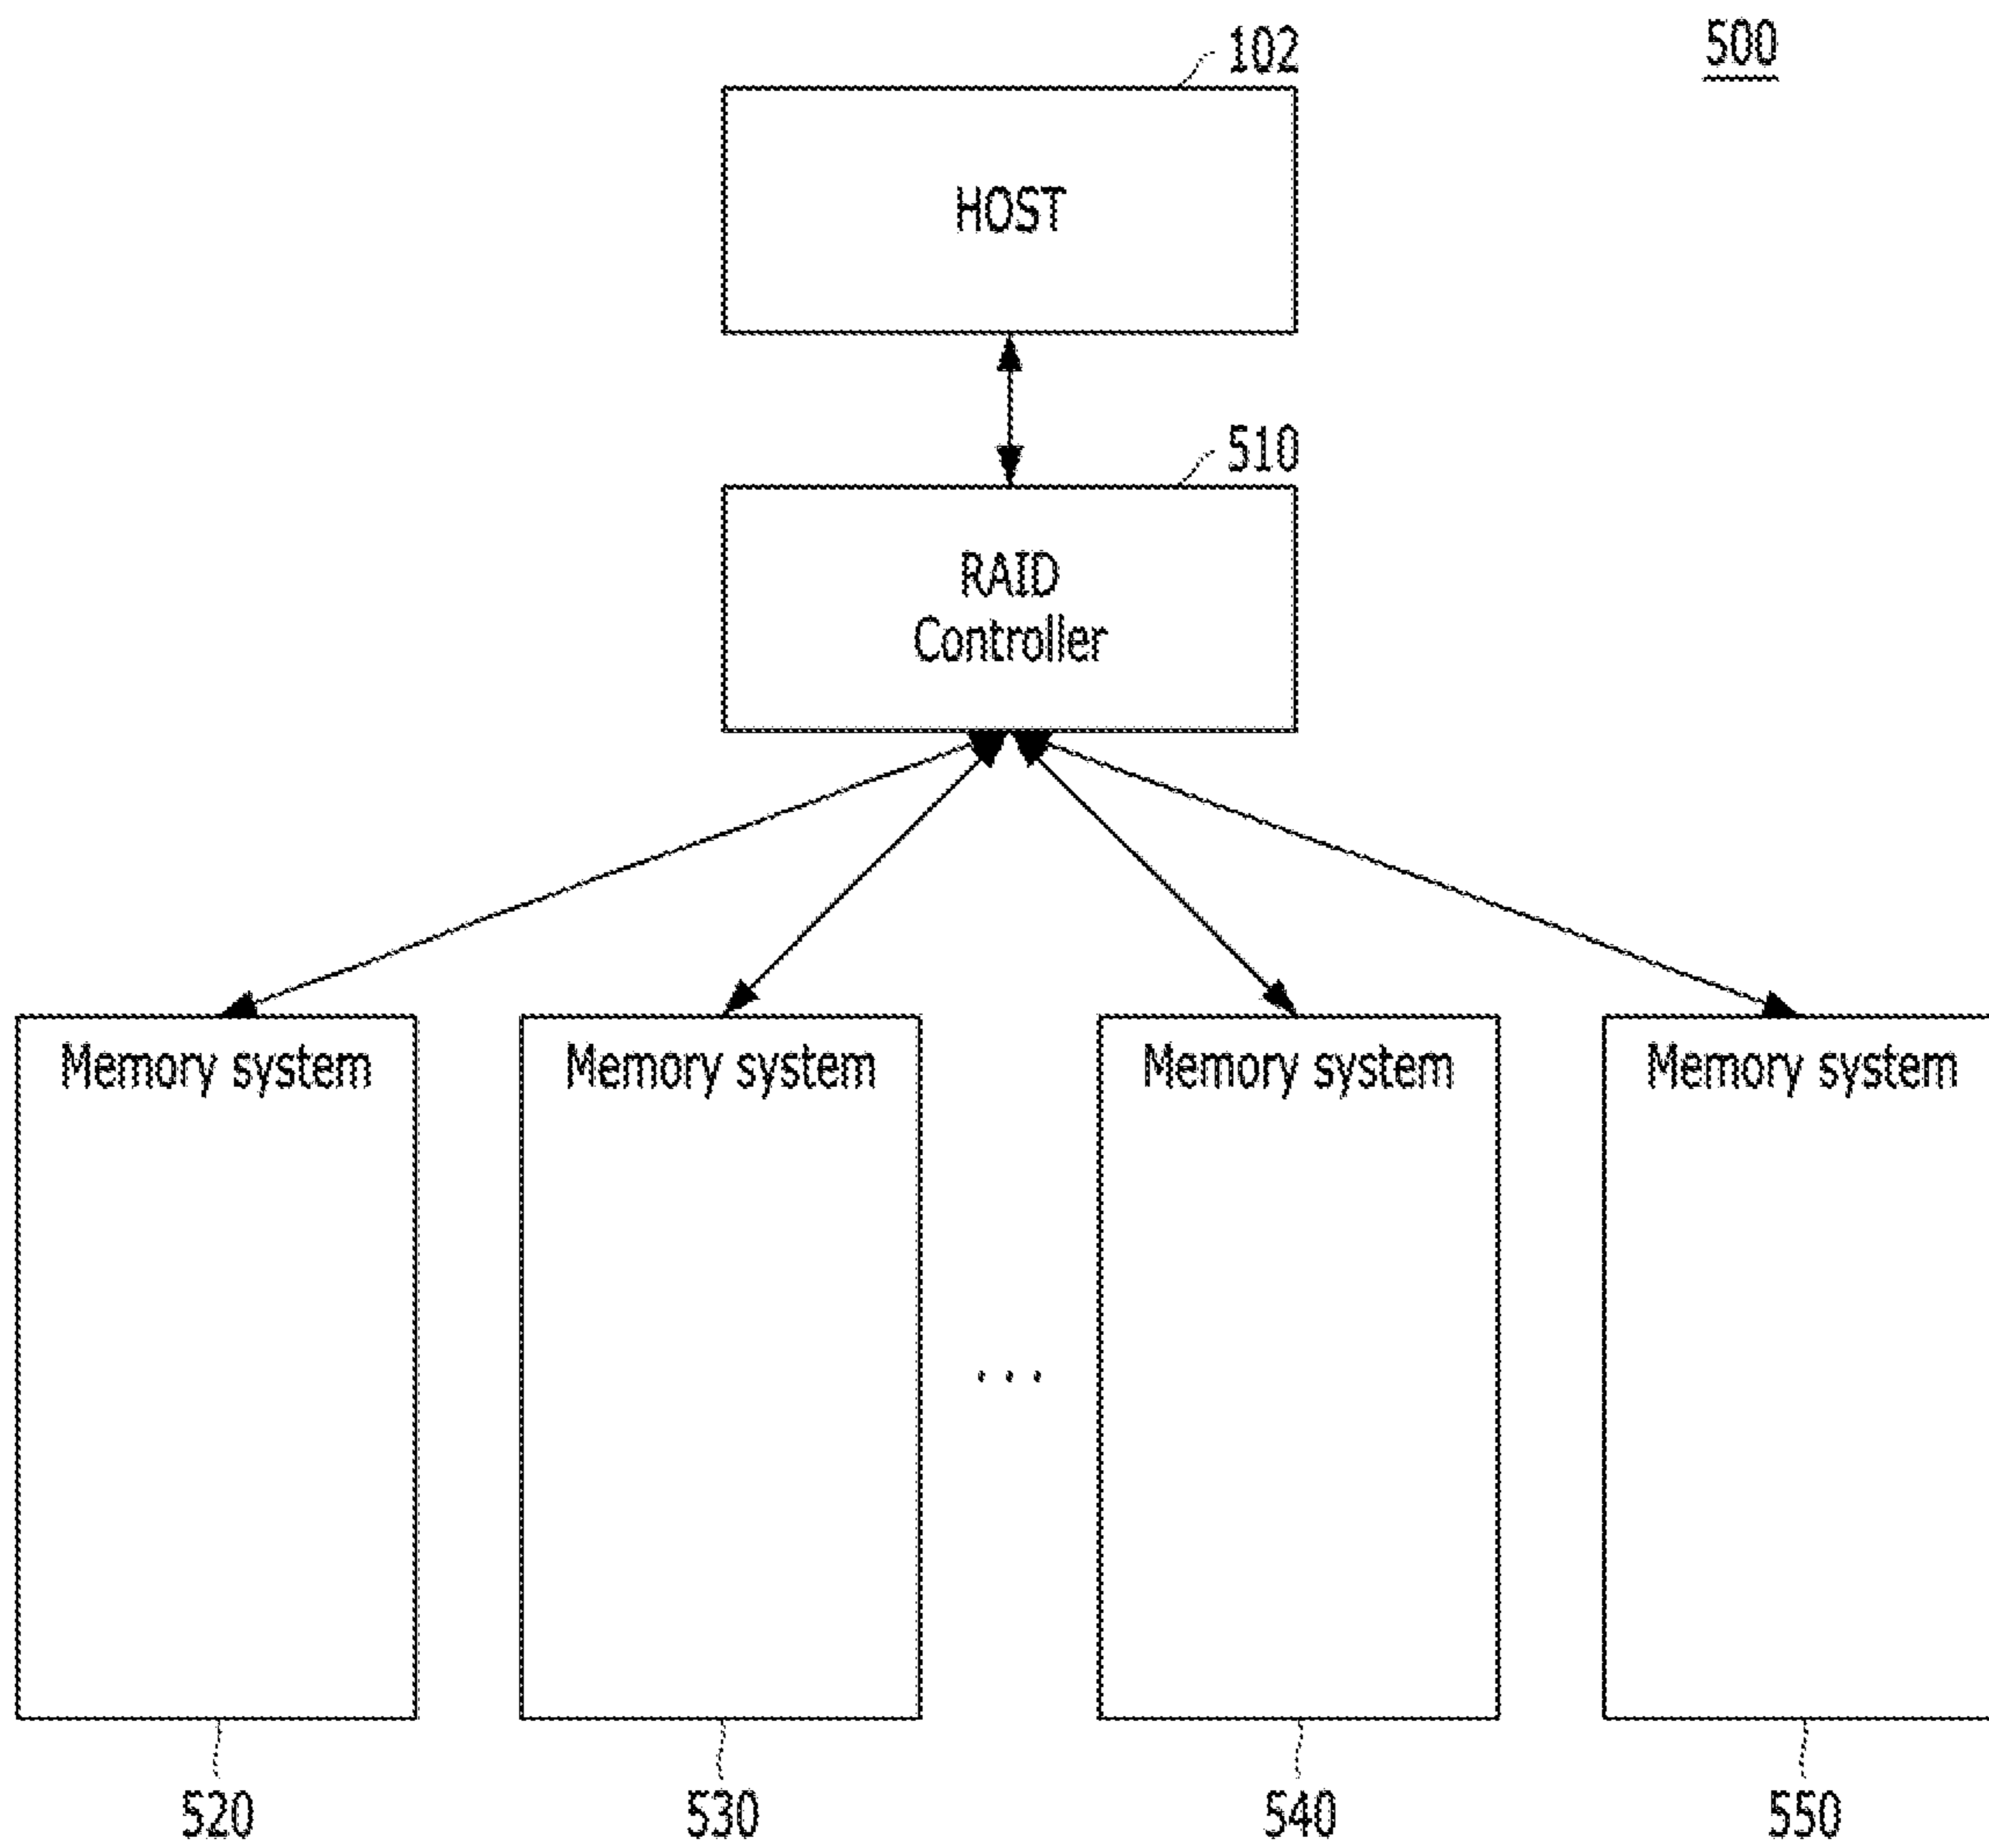 500
102
HOST
510
RAID
Controller
Memory system
Memory system
Memory system
Memory system
...
520
530
540
550